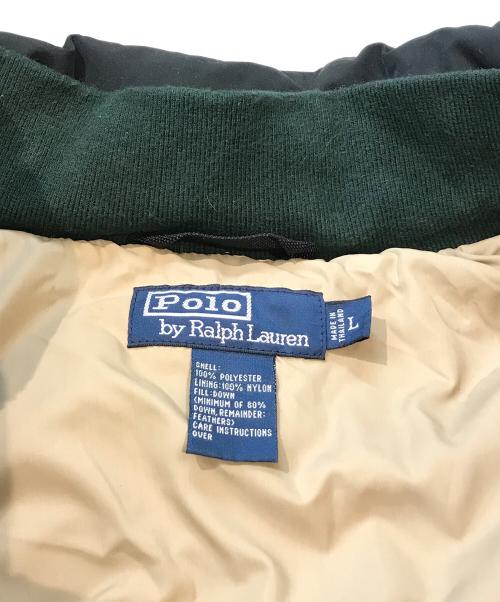 Polo
by Ralph Lauren
MADE IN
THAILAND
L
SHELL:
100% POLYESTER
LINING:100% NYLON
FILL:DOWN
(MINIMUM OF 80%
DOWN, REMAINDER:
FEATHERS)
CARE INSTRUCTIONS
OVER